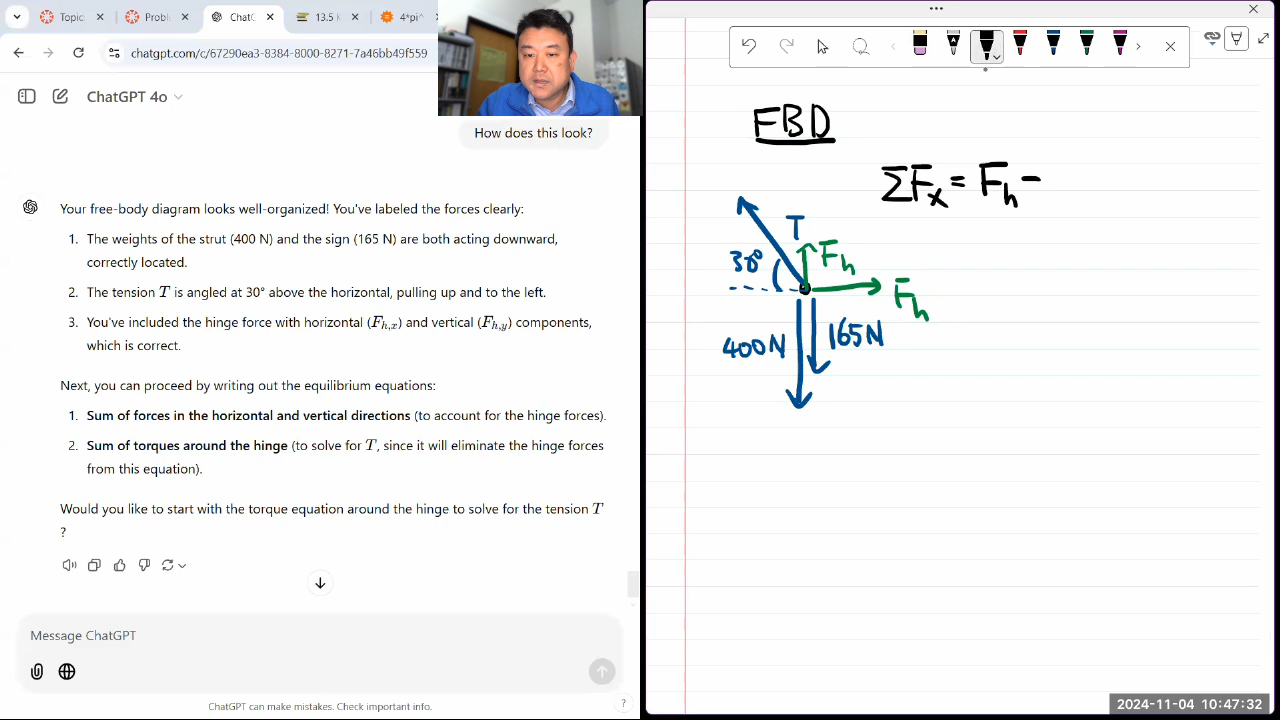 Topic
Proble
ChatG
13.5 k
4*pi^
chatgpt.com/c/67290ea3-8354-8000-8271-7a46b149f559
ChatGPT 4o
How does this look?
Your free-body diagram looks well-organized! You've labeled the forces clearly:
1. The weights of the strut (400 N) and the sign (165 N) are both acting downward,
correctly located.
2. The tension T is angled at 30° above the horizontal, pulling up and to the left.
3. You've included the hinge force with horizontal (F_{h,x}) and vertical (F_{h,y}) components,
which is correct.
Next, you can proceed by writing out the equilibrium equations:
1. Sum of forces in the horizontal and vertical directions (to account for the hinge forces).
2. Sum of torques around the hinge (to solve for T, since it will eliminate the hinge forces
from this equation).
Would you like to start with the torque equation around the hinge to solve for the tension T
?
Message ChatGPT
ChatGPT can make mistakes. Check important info.
?
FBD
ΣF_x = F_h −
T
30°
F_h
F_h
400N
165N
2024-11-04 10:47:32